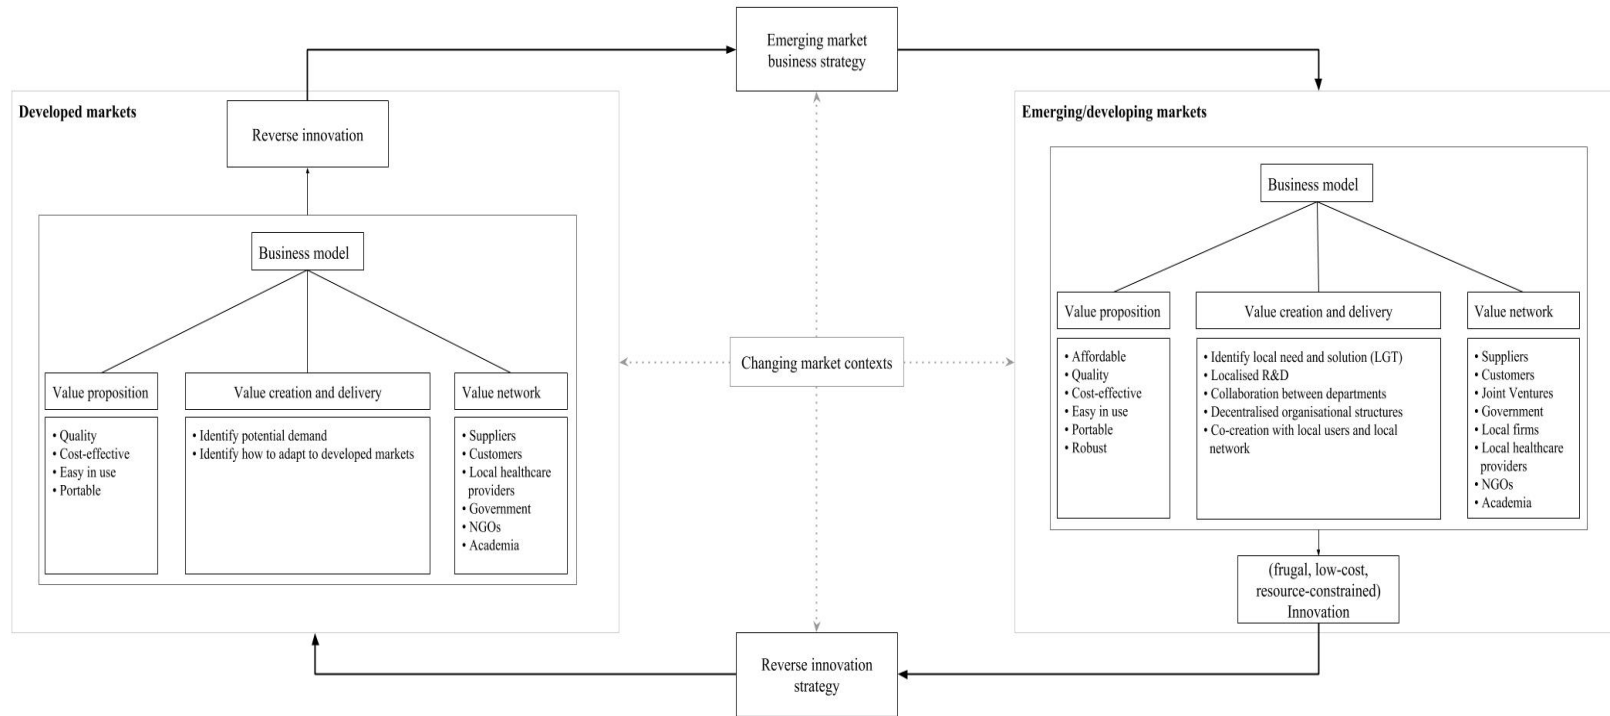 Emerging market
business strategy
Developed markets
Reverse innovation
Business model
Value proposition
Value creation and delivery
Value network
• Quality
• Cost-effective
• Easy in use
• Portable
• Identify potential demand
• Identify how to adapt to developed markets
• Suppliers
• Customers
• Local healthcare
providers
• Government
• NGOs
• Academia
Changing market contexts
Emerging/developing markets
Business model
Value proposition
Value creation and delivery
Value network
• Affordable
• Quality
• Cost-effective
• Easy in use
• Portable
• Robust
• Identify local need and solution (LGT)
• Localised R&D
• Collaboration between departments
• Decentralised organisational structures
• Co-creation with local users and local
network
• Suppliers
• Customers
• Joint Ventures
• Government
• Local firms
• Local healthcare
providers
• NGOs
• Academia
(frugal, low-cost,
resource-constrained)
Innovation
Reverse innovation
strategy